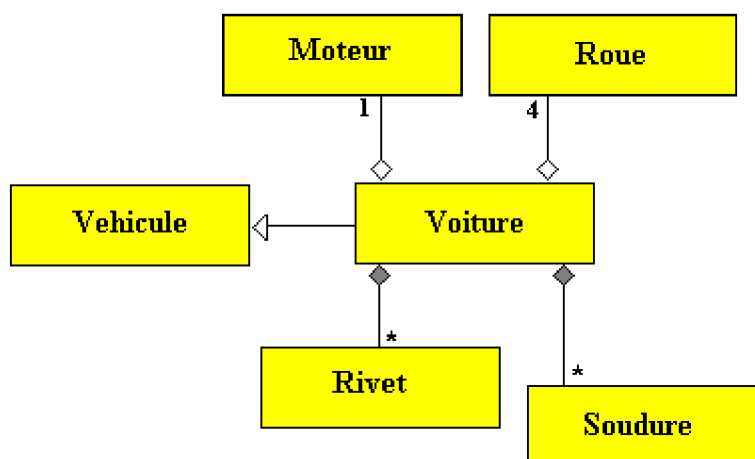 Moteur
Roue
1
4
Vehicule
Voiture
*
*
Rivet
Soudure